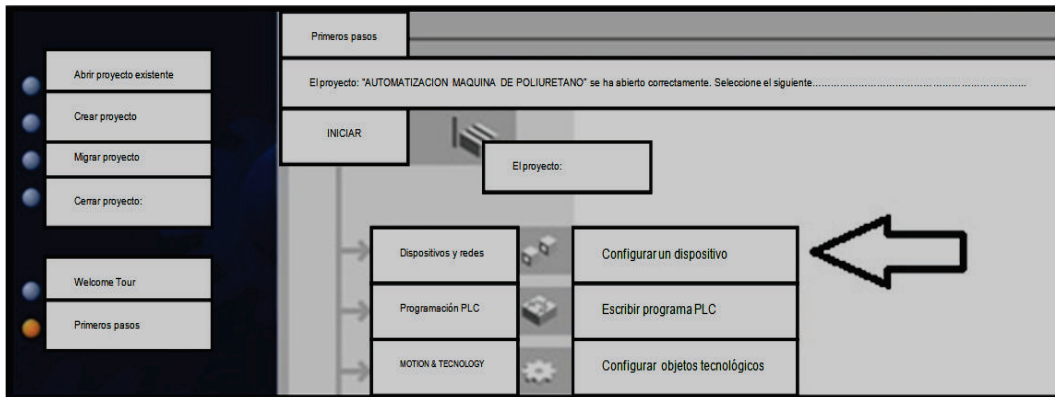 Abrir proyecto existente
Crear proyecto
Migrar proyecto
Cerrar proyecto:
Welcome Tour
Primeros pasos
Primeros pasos
El proyecto: "AUTOMATIZACION MAQUINA DE POLIURETANO" se ha abierto correctamente. Seleccione el siguiente....................................................................
INICIAR
El proyecto:
Dispositivos y redes
Configurar un dispositivo
Programación PLC
Escribir programa PLC
MOTION & TECNOLOGY
Configurar objetos tecnológicos